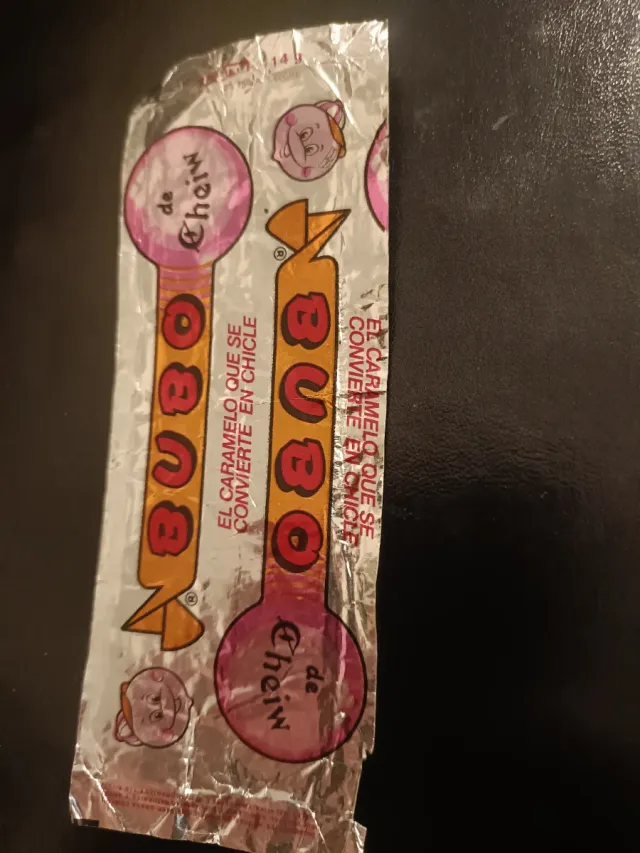 14 g
de
Cheiw
BUBO
®
EL CARAMELO QUE SE
CONVIERTE EN CHICLE
BUBO
®
de
Cheiw
EL CARAMELO QUE SE
CONVIERTE EN CHICLE